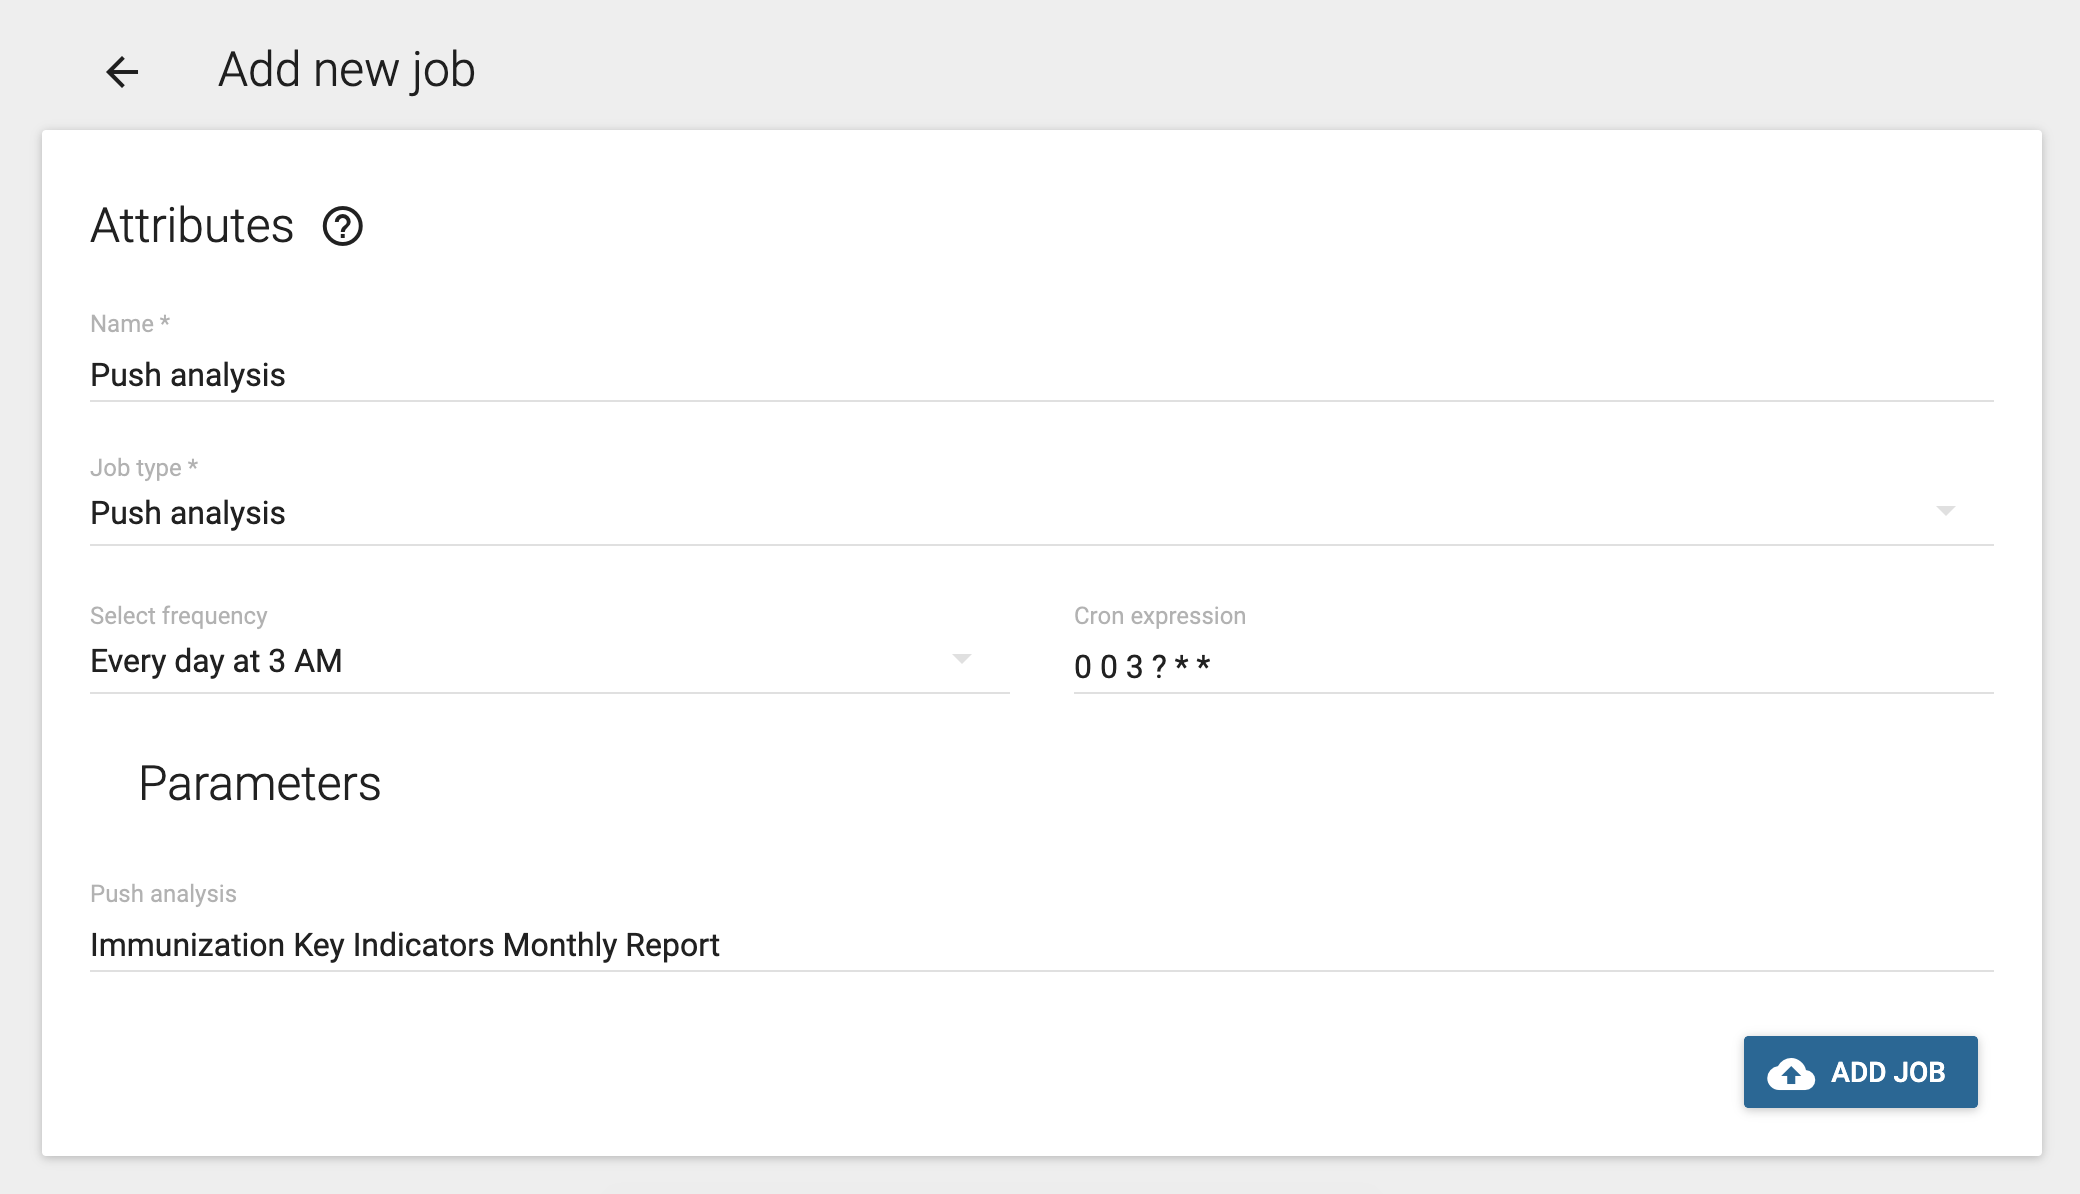 Add new job
Attributes
Name *
Push analysis
Job type *
Push analysis
Select frequency
Every day at 3 AM
Cron expression
0 0 3 ? * *
Parameters
Push analysis
Immunization Key Indicators Monthly Report
ADD JOB